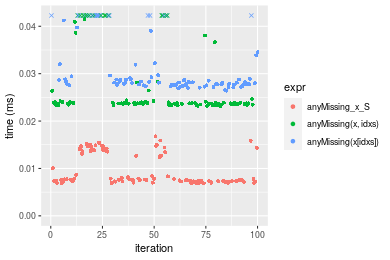 0.04
0.03
0.02
0.01
0.00
time (ms)
0
25
50
75
100
iteration
expr
anyMissing_x_S
anyMissing(x, idxs)
anyMissing(x[idxs])